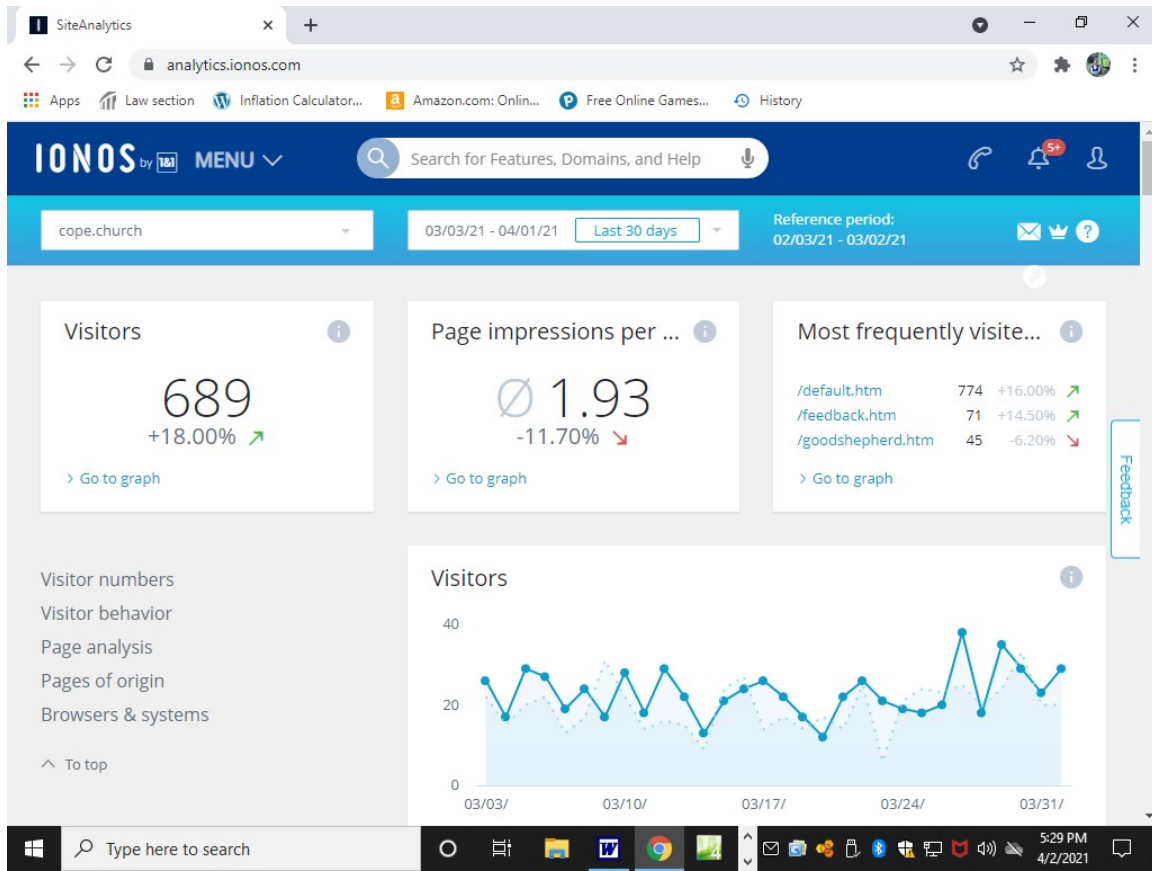 SiteAnalytics
analytics.ionos.com
Apps Law section Inflation Calculator... Amazon.com: Onlin... Free Online Games... History
IONOS by 1&1 MENU Search for Features, Domains, and Help 5+
cope.church 03/03/21 - 04/01/21 Last 30 days Reference period:
02/03/21 - 03/02/21
Visitors
689
+18.00%
> Go to graph
Page impressions per ...
Ø 1.93
-11.70%
> Go to graph
Most frequently visite...
/default.htm 774 +16.00%
/feedback.htm 71 +14.50%
/goodshepherd.htm 45 -6.20%
> Go to graph
Feedback
Visitor numbers
Visitor behavior
Page analysis
Pages of origin
Browsers & systems
To top
Visitors
40
20
0
03/03/ 03/10/ 03/17/ 03/24/ 03/31/
Type here to search
5:29 PM
4/2/2021